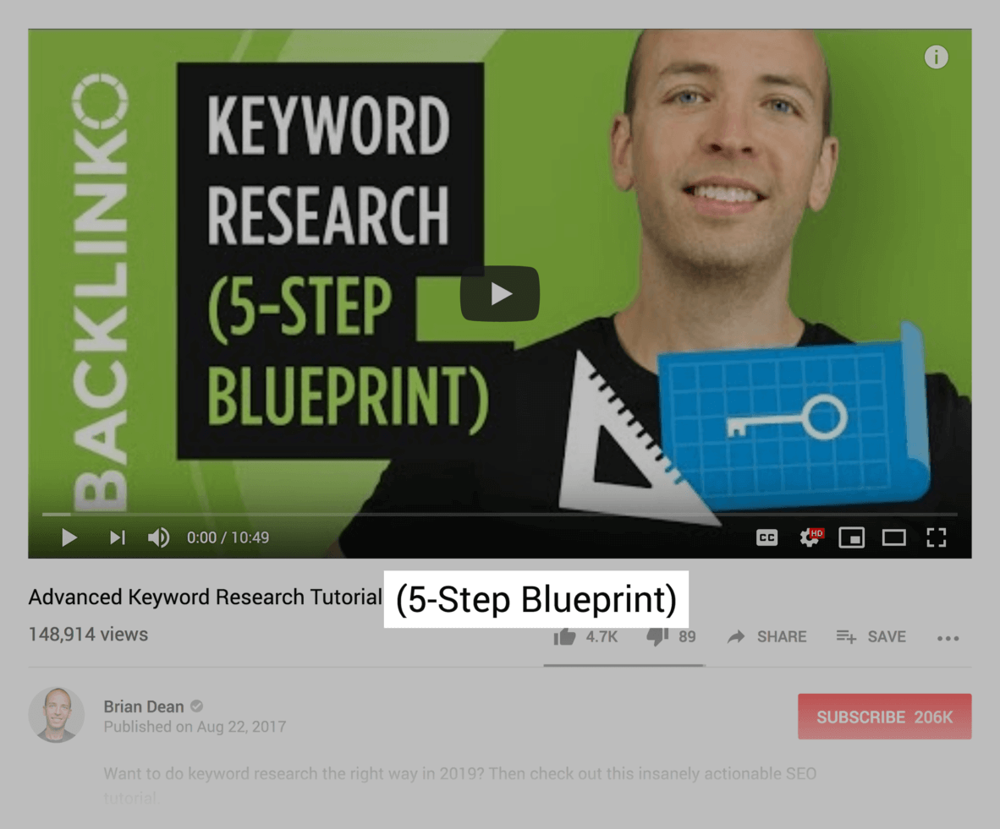 BACKLINKO
KEYWORD
RESEARCH
(5-STEP
BLUEPRINT)
i
0:00 / 10:49
CC
HD
Advanced Keyword Research Tutorial (5-Step Blueprint)
148,914 views
4.7K 89 SHARE SAVE
Brian Dean
Published on Aug 22, 2017
SUBSCRIBE 206K
Want to do keyword research the right way in 2019? Then check out this insanely actionable SEO
tutorial.